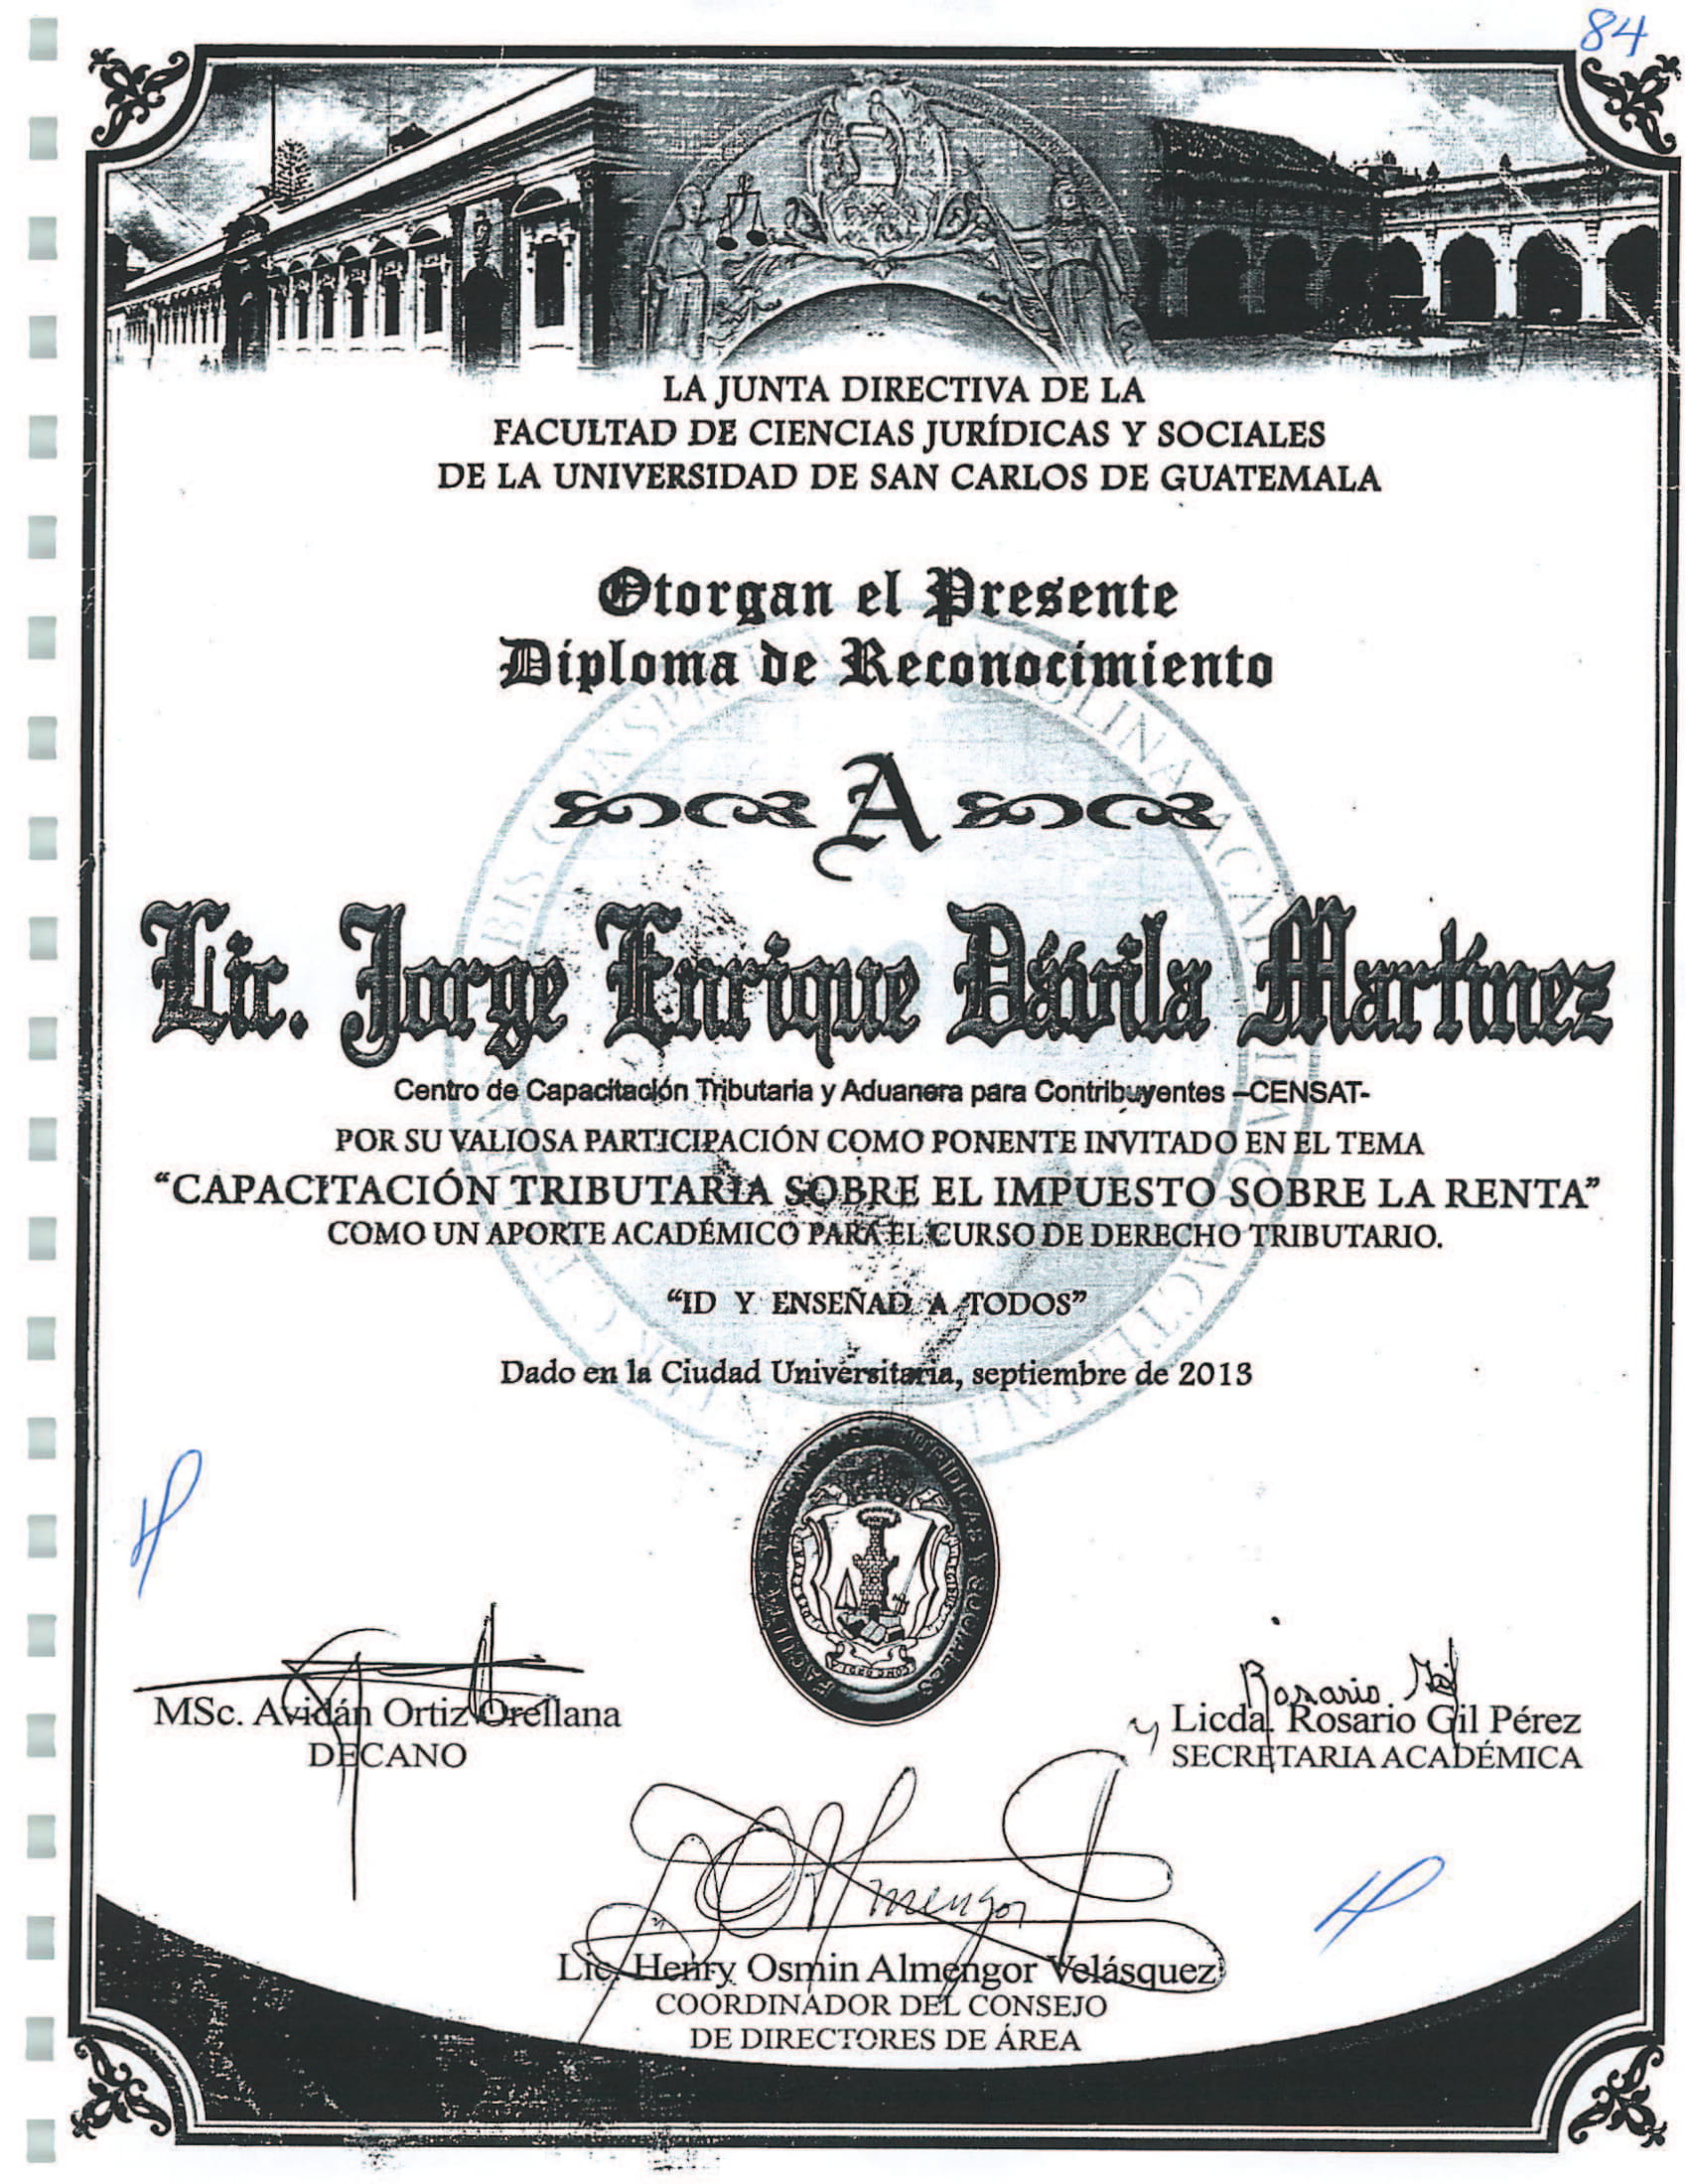 84
LA JUNTA DIRECTIVA DE LA
FACULTAD DE CIENCIAS JURÍDICAS Y SOCIALES
DE LA UNIVERSIDAD DE SAN CARLOS DE GUATEMALA
Otorgan el Presente
Diploma de Reconocimiento
A
Lic. Jorge Enrique Dávila Martínez
Centro de Capacitación Tributaria y Aduanera para Contribuyentes –CENSAT-
POR SU VALIOSA PARTICIPACIÓN COMO PONENTE INVITADO EN EL TEMA
“CAPACITACIÓN TRIBUTARIA SOBRE EL IMPUESTO SOBRE LA RENTA”
COMO UN APORTE ACADÉMICO PARA EL CURSO DE DERECHO TRIBUTARIO.
“ID Y ENSEÑAD A TODOS”
Dado en la Ciudad Universitaria, septiembre de 2013
MSc. Avidán Ortiz Orellana
DECANO
Rosario Gil
Licda. Rosario Gil Pérez
SECRETARIA ACADÉMICA
Lic. Henry Osmin Almengor Velásquez
COORDINADOR DEL CONSEJO
DE DIRECTORES DE ÁREA